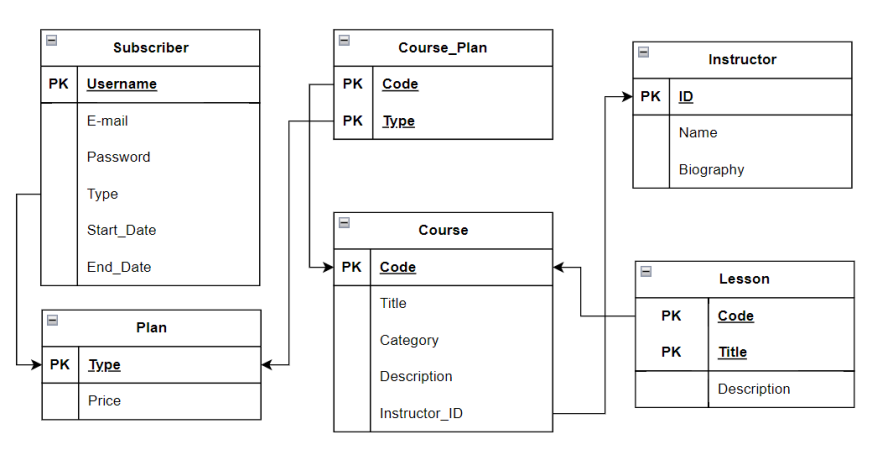 Subscriber
PK Username
E-mail
Password
Type
Start_Date
End_Date
Plan
PK Type
Price
Course_Plan
PK Code
PK Type
Course
PK Code
Title
Category
Description
Instructor_ID
Instructor
PK ID
Name
Biography
Lesson
PK Code
PK Title
Description